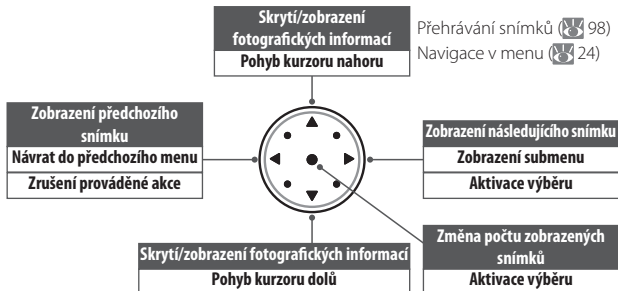 Skrytí/zobrazení
fotografických informací
Pohyb kurzoru nahoru
Přehrávání snímků (98)
Navigace v menu (24)
Zobrazení předchozího
snímku
Návrat do předchozího menu
Zrušení prováděné akce
Zobrazení následujícího snímku
Zobrazení submenu
Aktivace výběru
Skrytí/zobrazení fotografických informací
Pohyb kurzoru dolů
Změna počtu zobrazených
snímků
Aktivace výběru